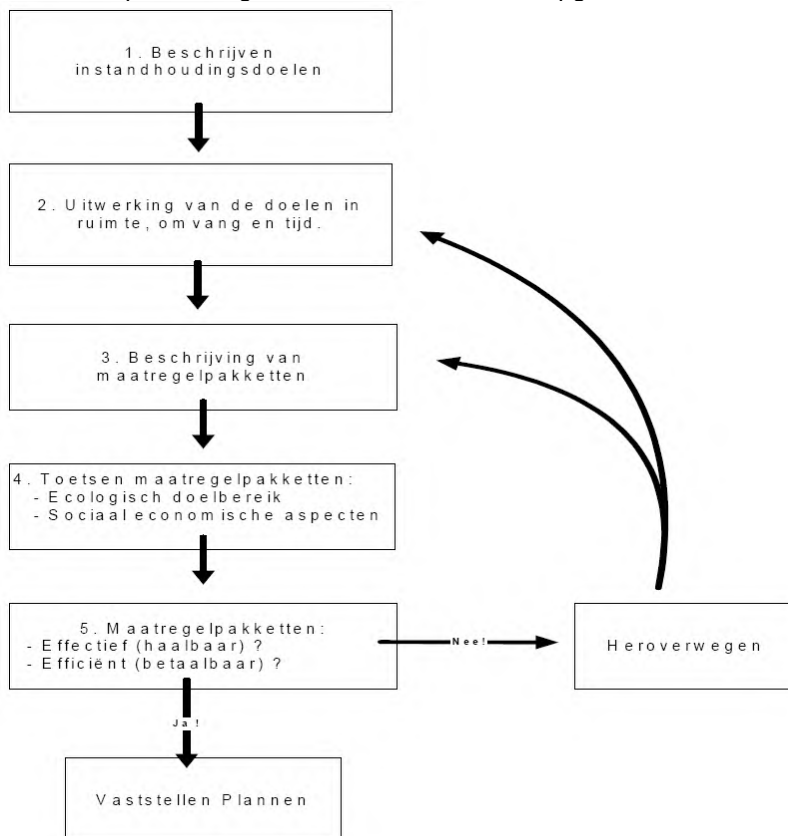 1. Beschrijven
instandhoudingsdoelen
2. Uitwerking van de doelen in
ruimte, omvang en tijd.
3. Beschrijving van
maatregelpakketten
4. Toetsen maatregelpakketten:
- Ecologisch doelbereik
- Sociaal economische aspecten
5. Maatregelpakketten:
- Effectief (haalbaar) ?
- Efficiënt (betaalbaar) ?
Nee!
Heroverwegen
Ja!
Vaststellen Plannen